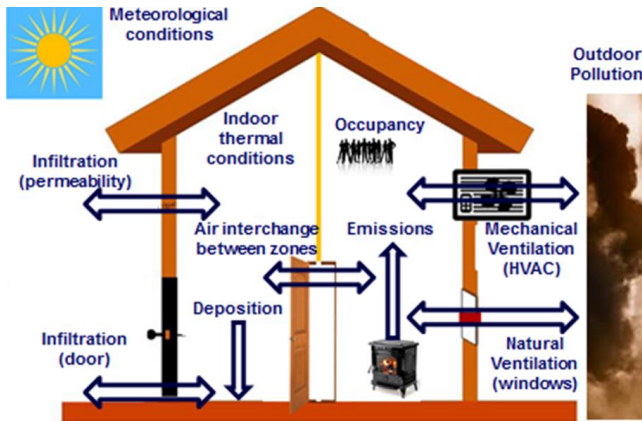 Meteorological
conditions
Outdoor
Pollution
Indoor
thermal
conditions
Occupancy
Infiltration
(permeability)
Air interchange
between zones
Emissions
Mechanical
Ventilation
(HVAC)
Deposition
Infiltration
(door)
Natural
Ventilation
(windows)